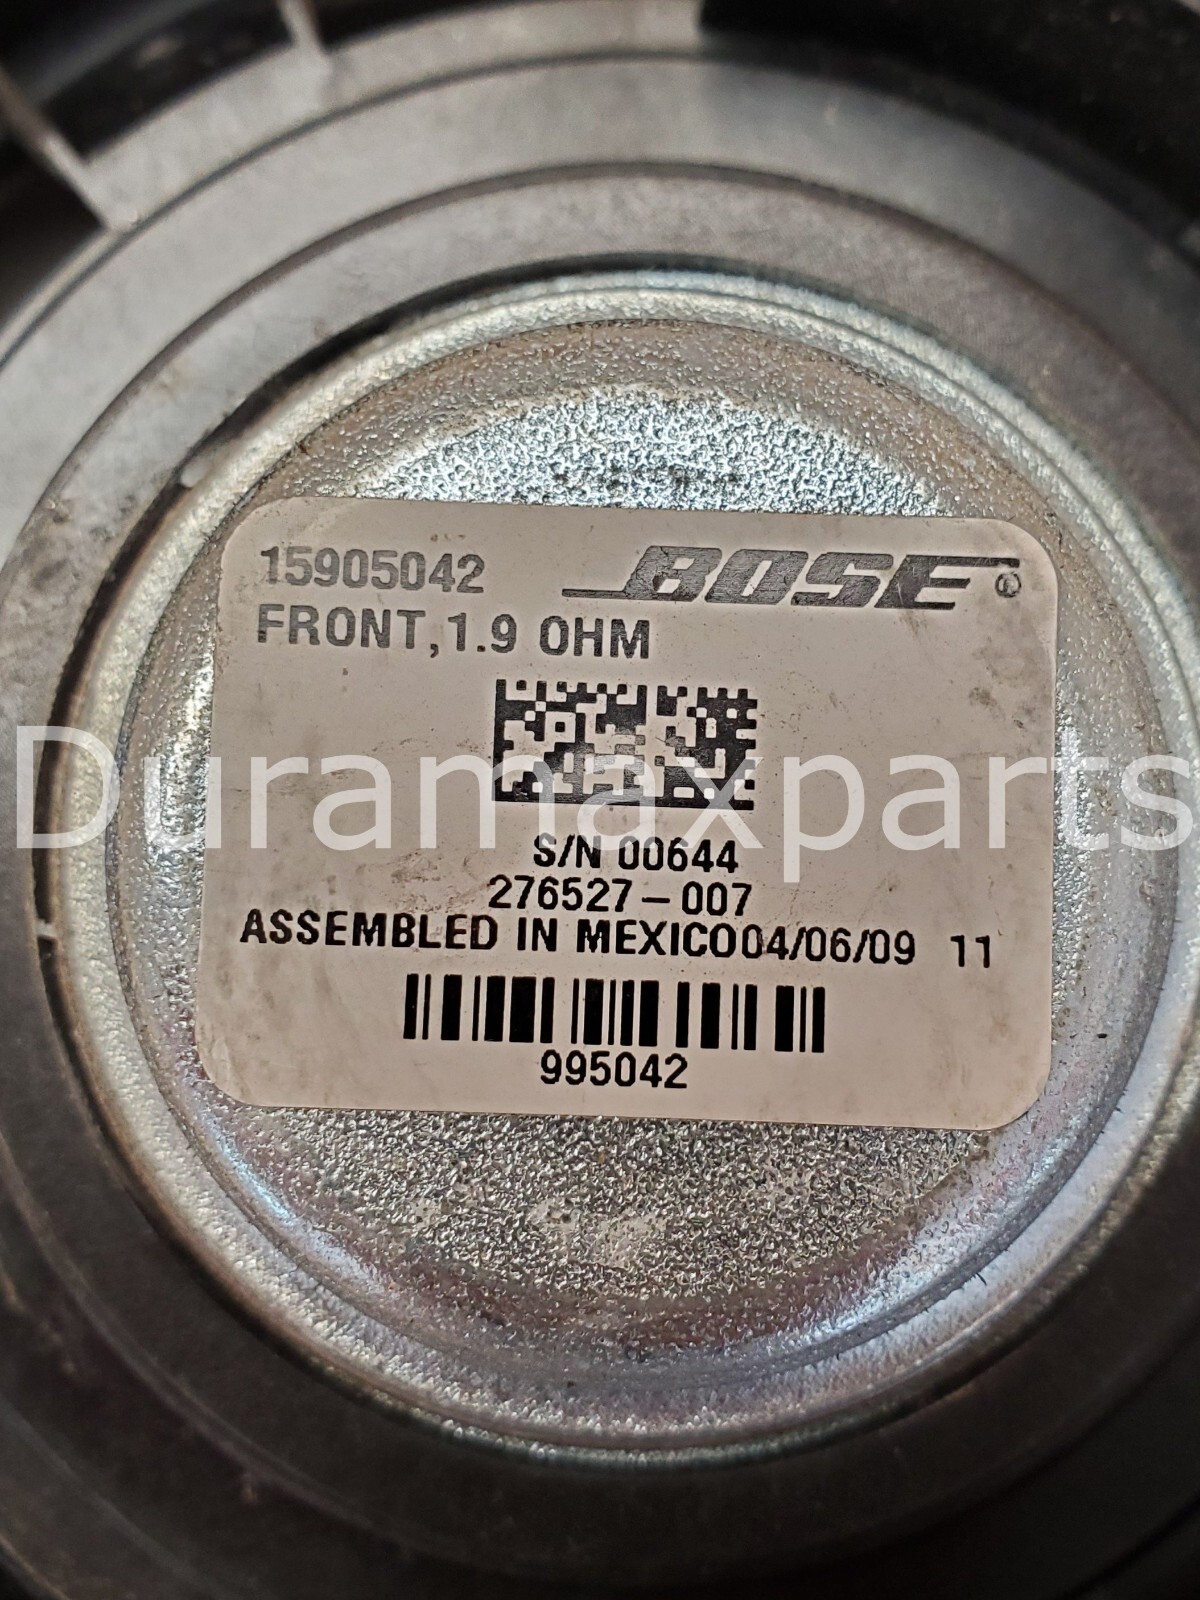 15905042 BOSE®
FRONT,1.9 OHM
Duramaxparts
S/N 00644
276527-007
ASSEMBLED IN MEXICO04/06/09 11
995042